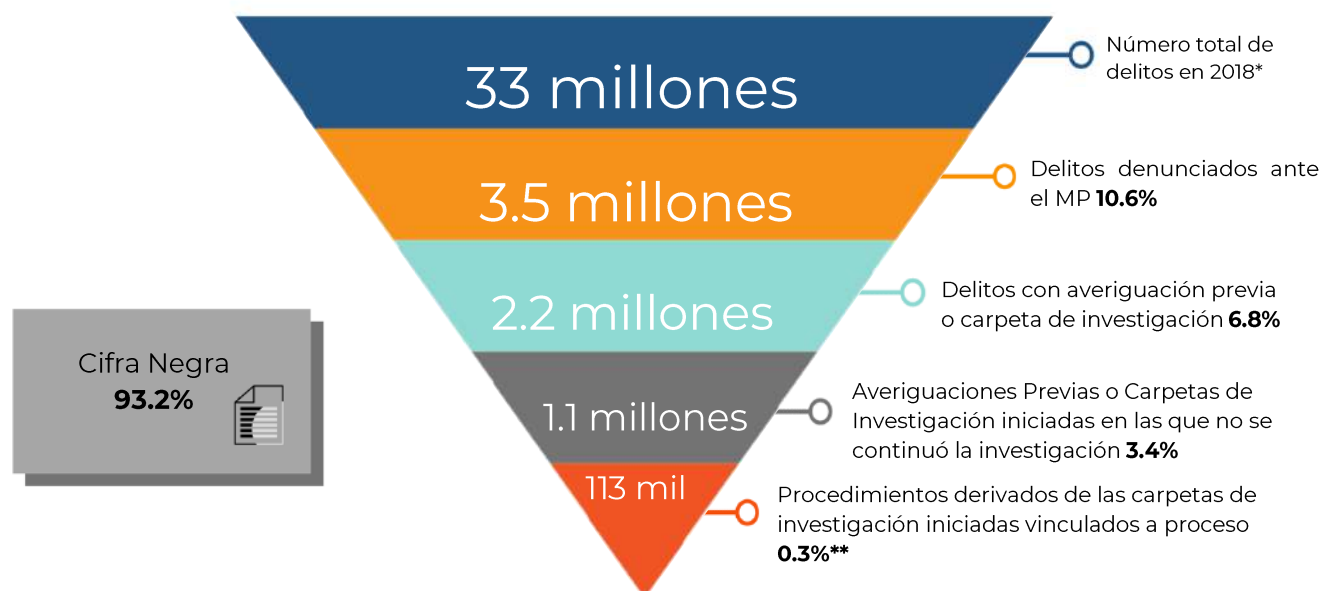 33 millones
Número total de
delitos en 2018*
3.5 millones
Delitos denunciados ante
el MP 10.6%
2.2 millones
Delitos con averiguación previa
o carpeta de investigación 6.8%
Cifra Negra
93.2%
1.1 millones
Averiguaciones Previas o Carpetas de
Investigación iniciadas en las que no se
continuó la investigación 3.4%
113 mil
Procedimientos derivados de las carpetas de
investigación iniciadas vinculados a proceso
0.3%**